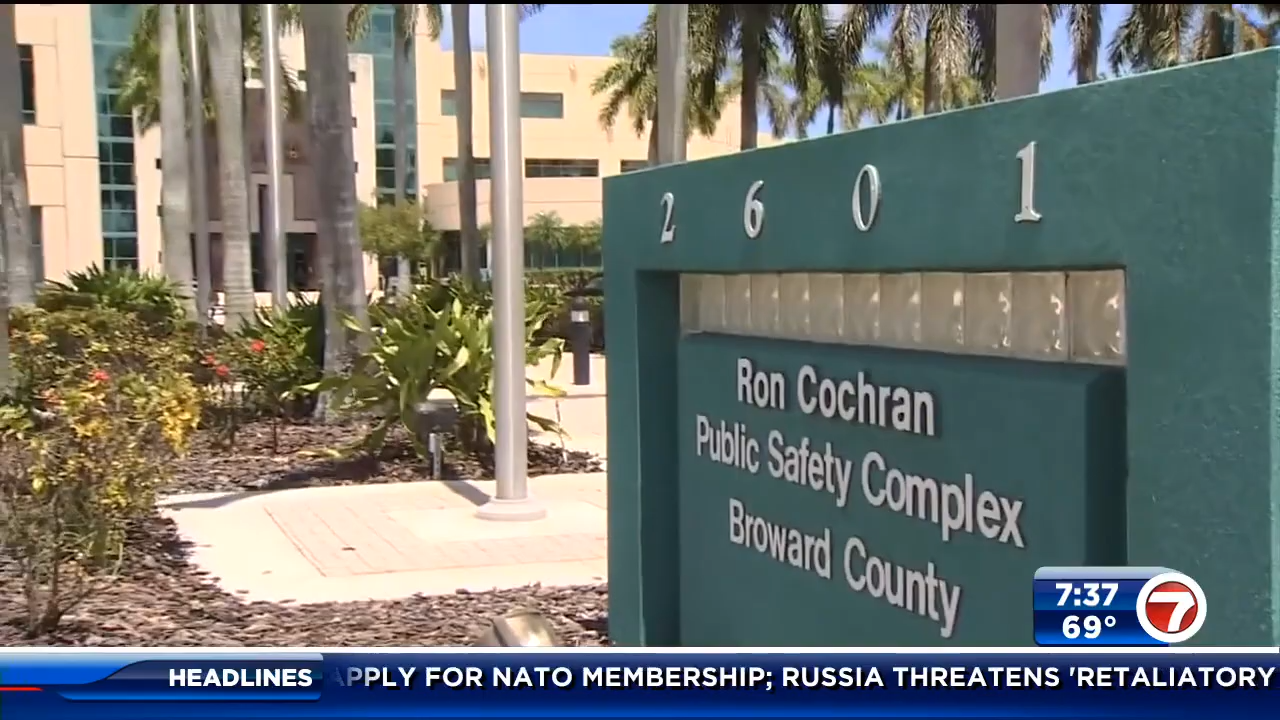 2601
Ron Cochran
Public Safety Complex
Broward County
7:37
69°
7
HEADLINES
APPLY FOR NATO MEMBERSHIP; RUSSIA THREATENS 'RETALIATORY